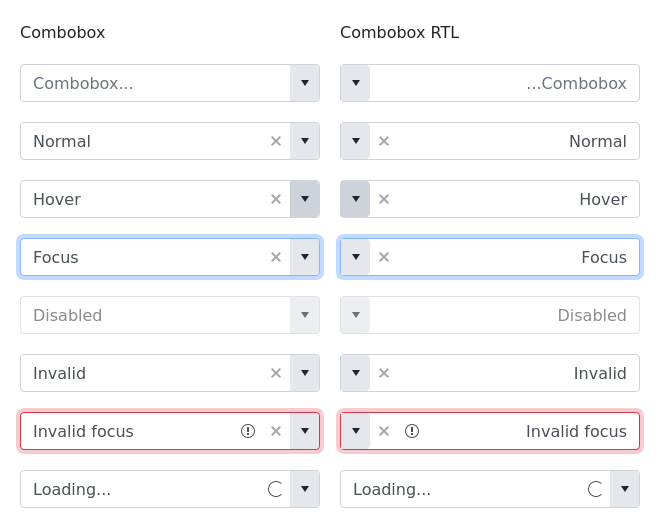 Combobox
Combobox RTL
Combobox...
...Combobox
Normal
Normal
Hover
Hover
Focus
Focus
Disabled
Disabled
Invalid
Invalid
Invalid focus
Invalid focus
Loading...
Loading...